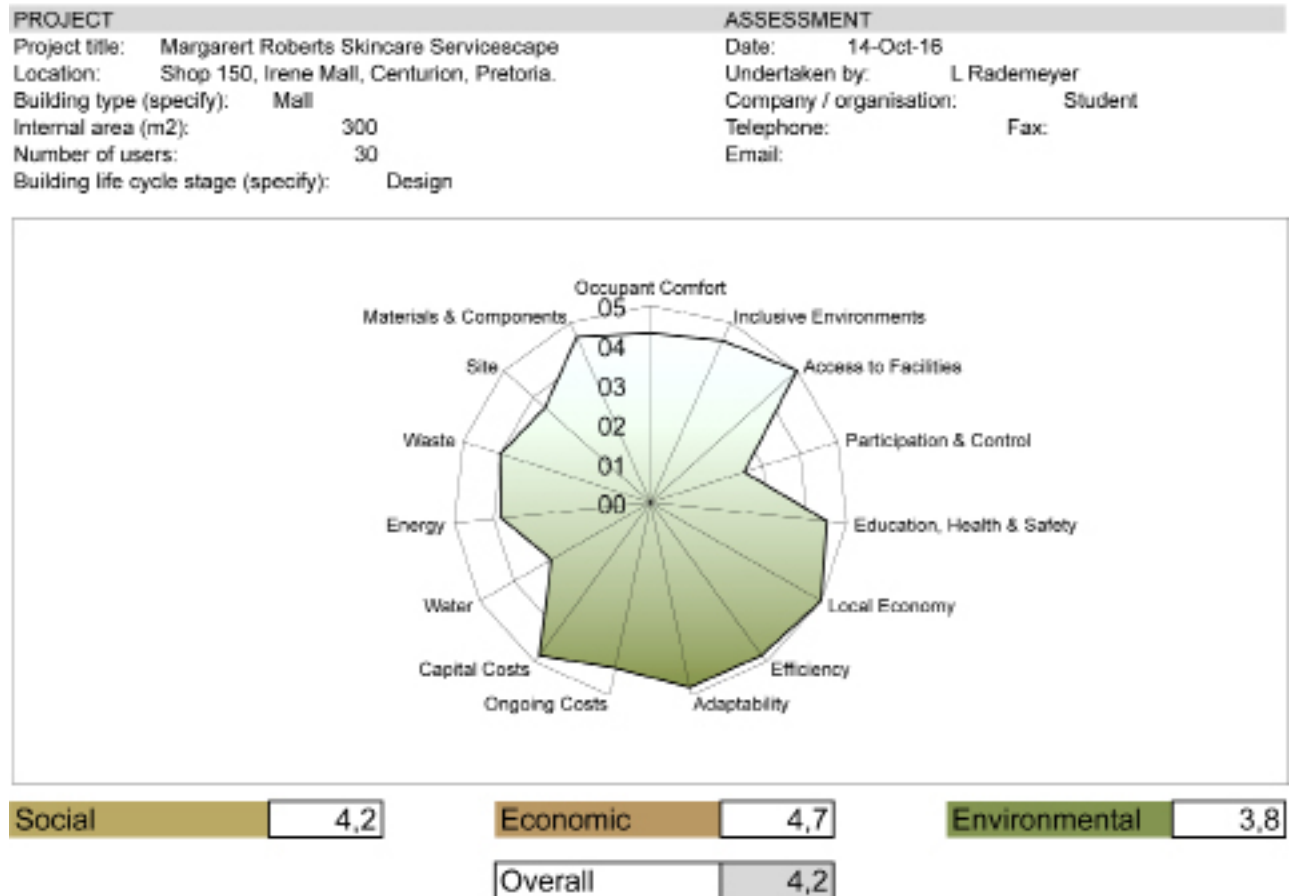 PROJECT ASSESSMENT
Project title: Margarert Roberts Skincare Servicescape Date: 14-Oct-16
Location: Shop 150, Irene Mall, Centurion, Pretoria. Undertaken by: L Rademeyer
Building type (specify): Mall Company / organisation: Student
Internal area (m2): 300 Telephone: Fax:
Number of users: 30 Email:
Building life cycle stage (specify): Design
Occupant Comfort
05
Materials & Components Inclusive Environments
04
Site Access to Facilities
03
02
Waste Participation & Control
01
00
Energy Education, Health & Safety
Water Local Economy
Capital Costs Efficiency
Ongoing Costs Adaptability
Social 4,2 Economic 4,7 Environmental 3,8
Overall 4,2